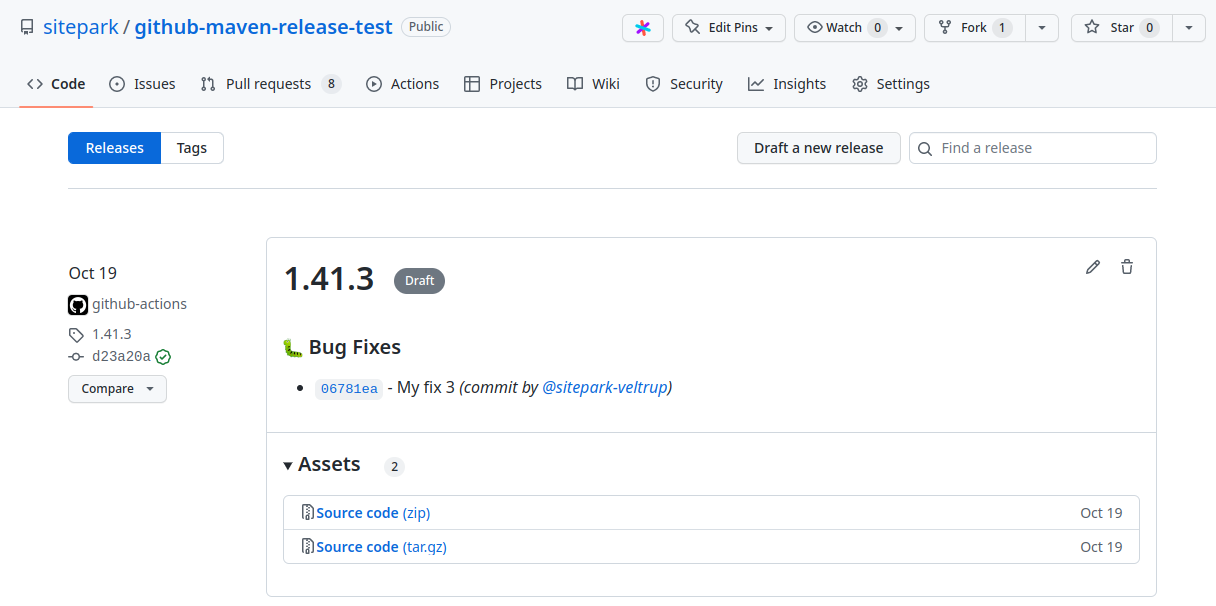 sitepark / github-maven-release-test Public
Edit Pins Watch 0 Fork 1 Star 0
Code Issues Pull requests 8 Actions Projects Wiki Security Insights Settings
Releases Tags Draft a new release Find a release
Oct 19
github-actions
1.41.3
d23a20a
Compare
1.41.3 Draft
Bug Fixes
06781ea - My fix 3 (commit by @sitepark-veltrup)
Assets 2
Source code (zip) Oct 19
Source code (tar.gz) Oct 19